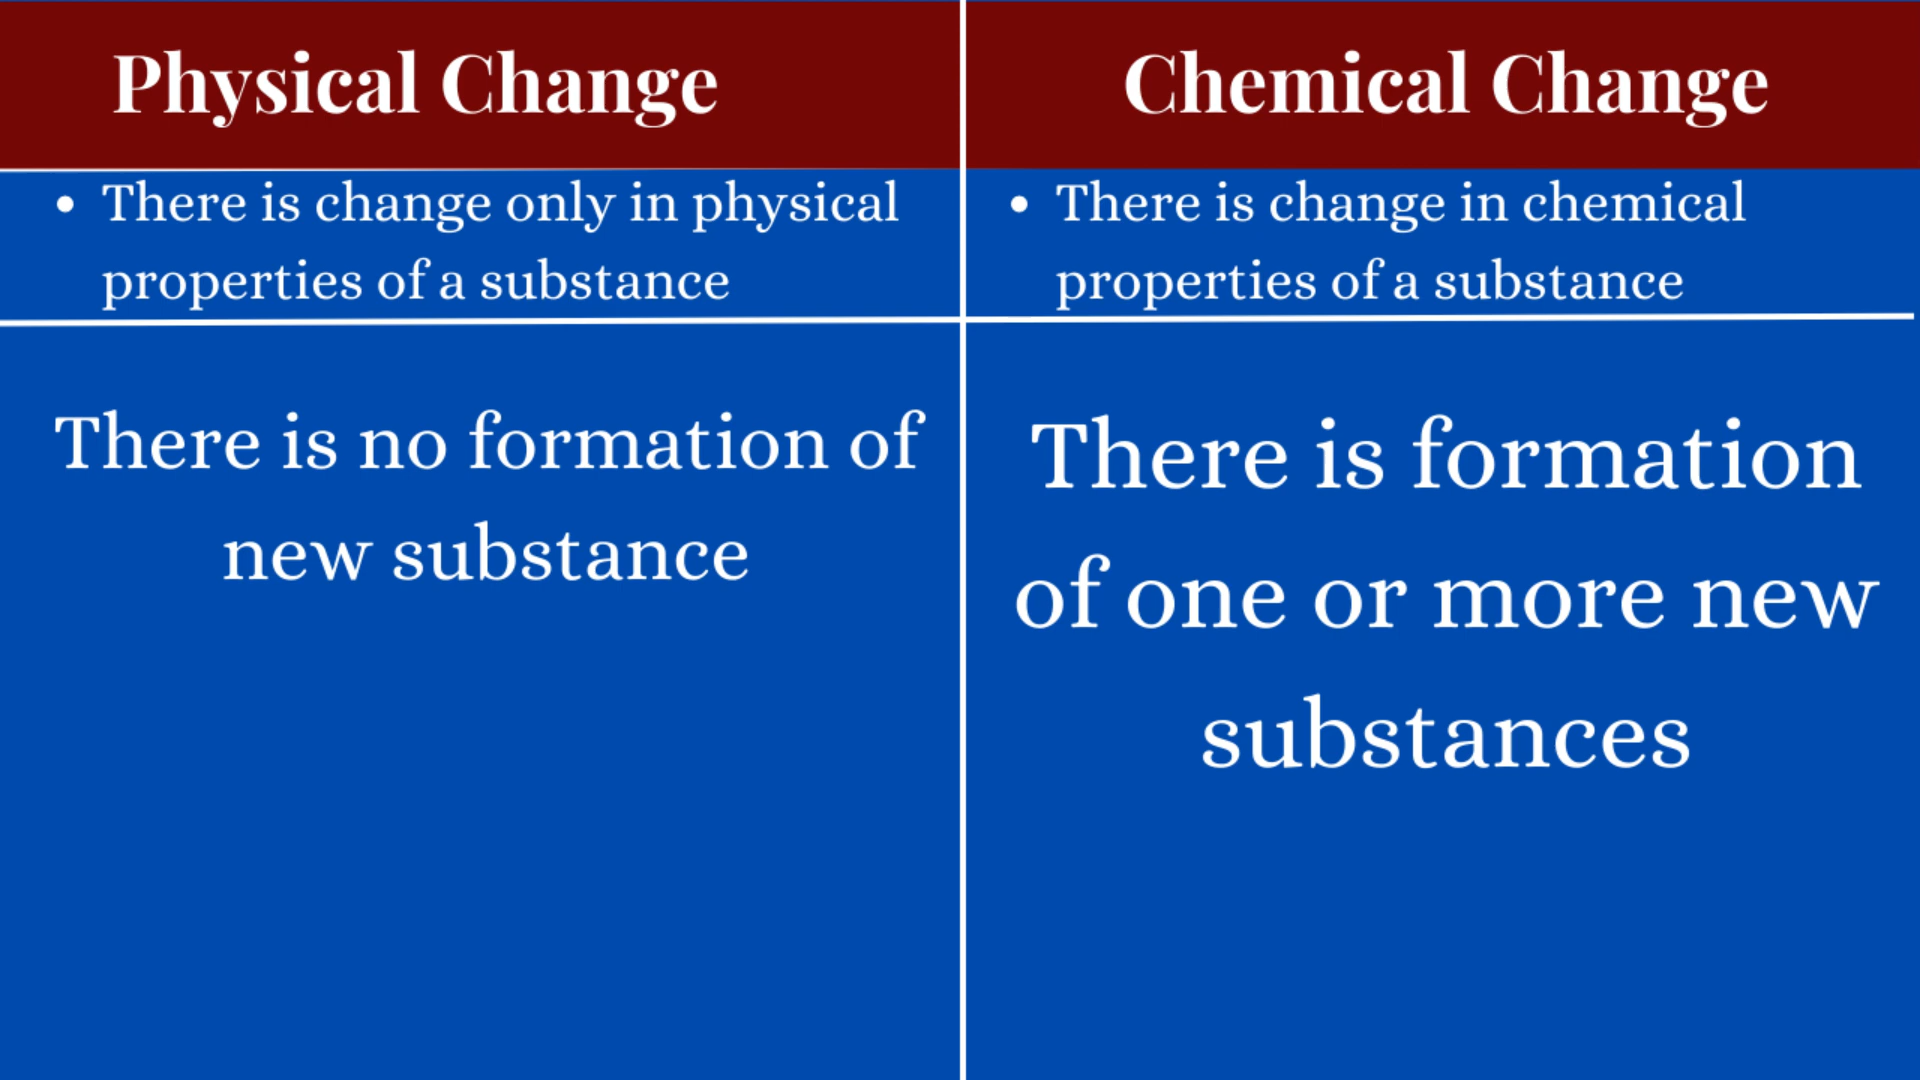 Physical Change
Chemical Change
• There is change only in physical
properties of a substance
• There is change in chemical
properties of a substance
There is no formation of
new substance
There is formation
of one or more new
substances